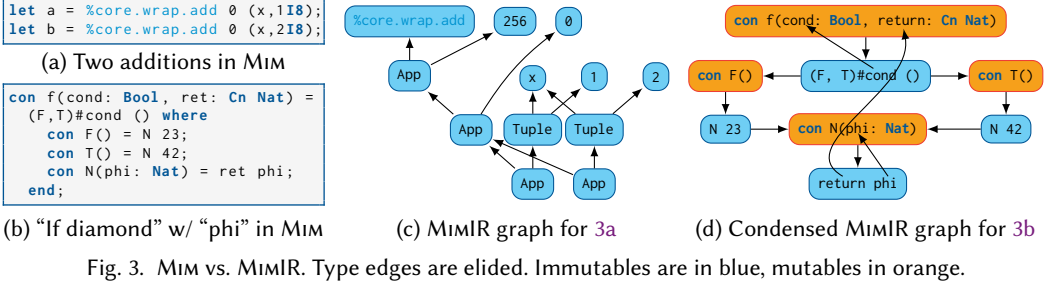 let a = %core.wrap.add 0 (x,1I8);
let b = %core.wrap.add 0 (x,2I8);
(a) Two additions in Mim
con f(cond: Bool, ret: Cn Nat) =
(F,T)#cond () where
con F() = N 23;
con T() = N 42;
con N(phi: Nat) = ret phi;
end;
(b) “If diamond” w/ “phi” in Mim
%core.wrap.add
256
0
App
x
1
2
App
Tuple
Tuple
App
App
(c) MimIR graph for 3a
con f(cond: Bool, return: Cn Nat)
con F()
(F, T)#cond ()
con T()
N 23
con N(phi: Nat)
N 42
return phi
(d) Condensed MimIR graph for 3b
Fig. 3. Mim vs. MimIR. Type edges are elided. Immutables are in blue, mutables in orange.